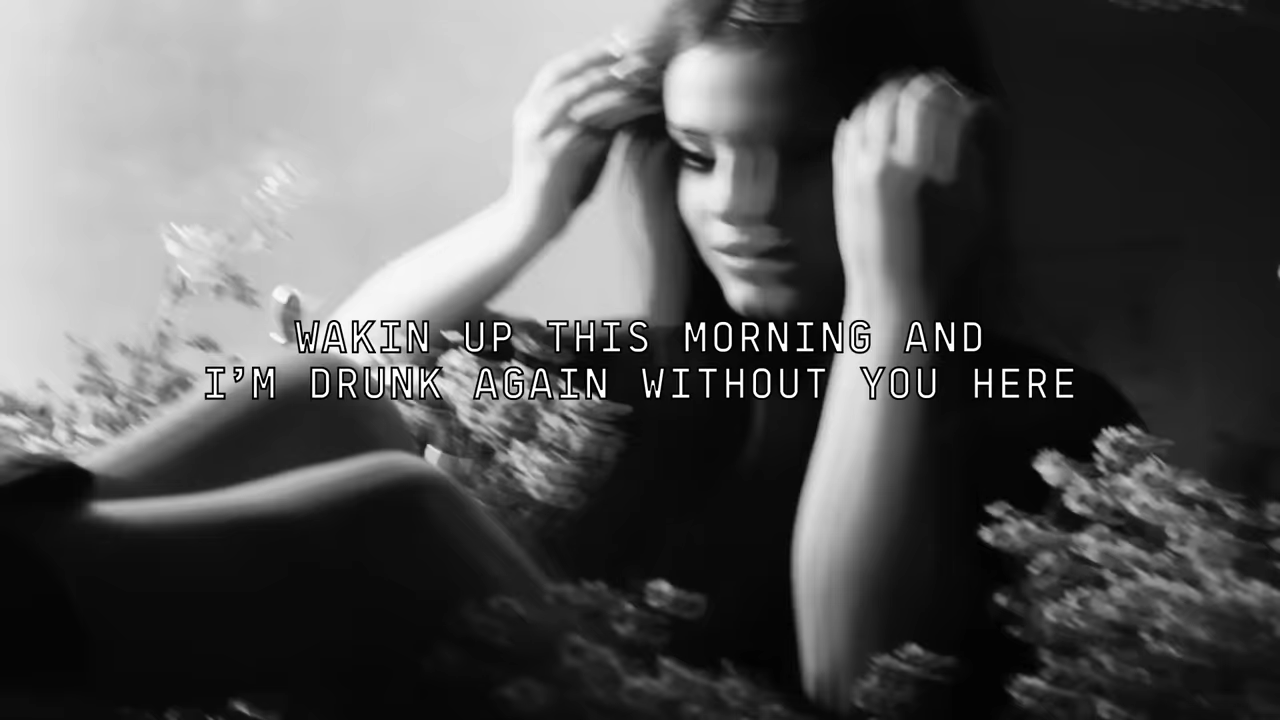 WAKIN UP THIS MORNING AND
I’M DRUNK AGAIN WITHOUT YOU HERE